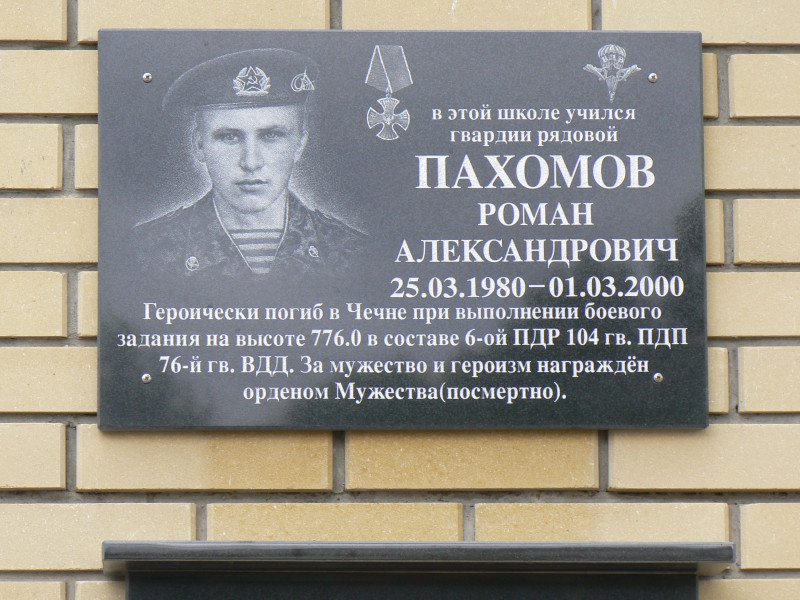 в этой школе учился
гвардии рядовой
ПАХОМОВ
РОМАН
АЛЕКСАНДРОВИЧ
25.03.1980–01.03.2000
Героически погиб в Чечне при выполнении боевого
задания на высоте 776.0 в составе 6-ой ПДР 104 гв. ПДП
76-й гв. ВДД. За мужество и героизм награждён
орденом Мужества(посмертно).